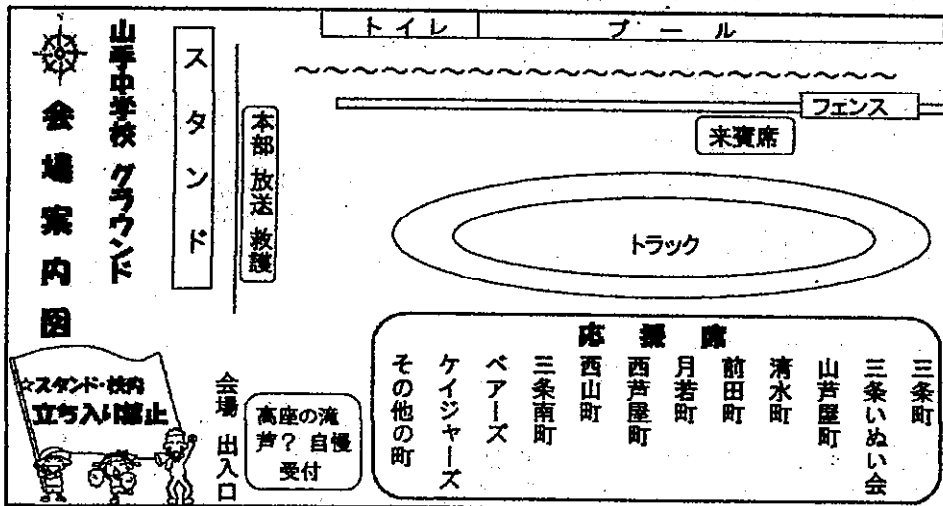 会場案内図
山手中学校 グラウンド
スタンド
本部 放送 救護
トイレ
プール
フェンス
来賓席
トラック
応援席
三条町
三条いぬい会
山芦屋町
清水町
前田町
月若町
西芦屋町
西山町
三条南町
ベアーズ
ケイジャーズ
その他の町
会場 出入口
高座の滝
芦? 自慢
受付
☆スタンド・校内
立ち入り禁止